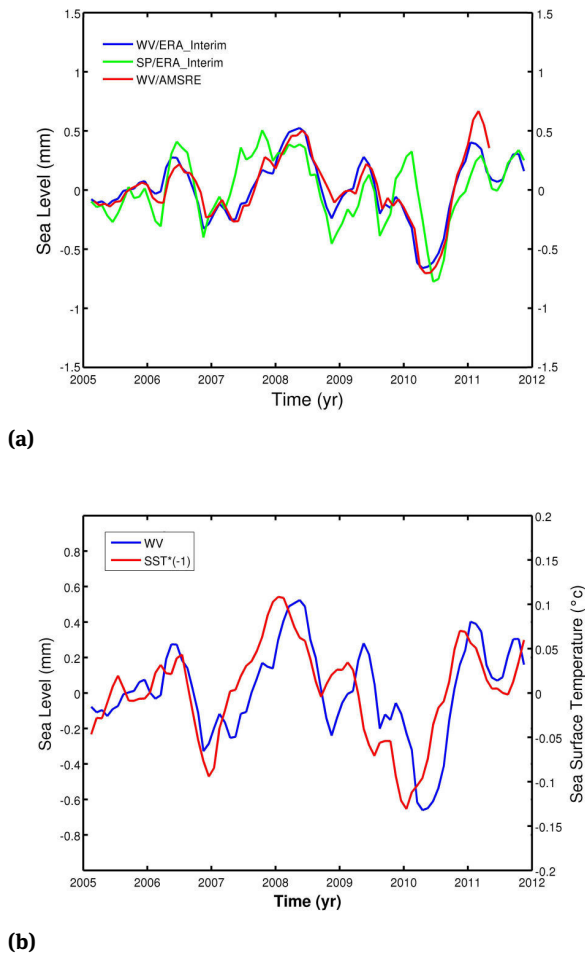 1.5
1
0.5
0
-0.5
-1
-1.5
Sea Level (mm)
WV/ERA_Interim
SP/ERA_Interim
WV/AMSRE
1.5
1
0.5
0
-0.5
-1
-1.5
2005 2006 2007 2008 2009 2010 2011 2012
Time (yr)
(a)
0.8
0.6
0.4
0.2
0
-0.2
-0.4
-0.6
-0.8
Sea Level (mm)
WV
SST*(-1)
0.2
0.15
0.1
0.05
0
-0.05
-0.1
-0.15
-0.2
Sea Surface Temperature (°c)
2005 2006 2007 2008 2009 2010 2011 2012
Time (yr)
(b)